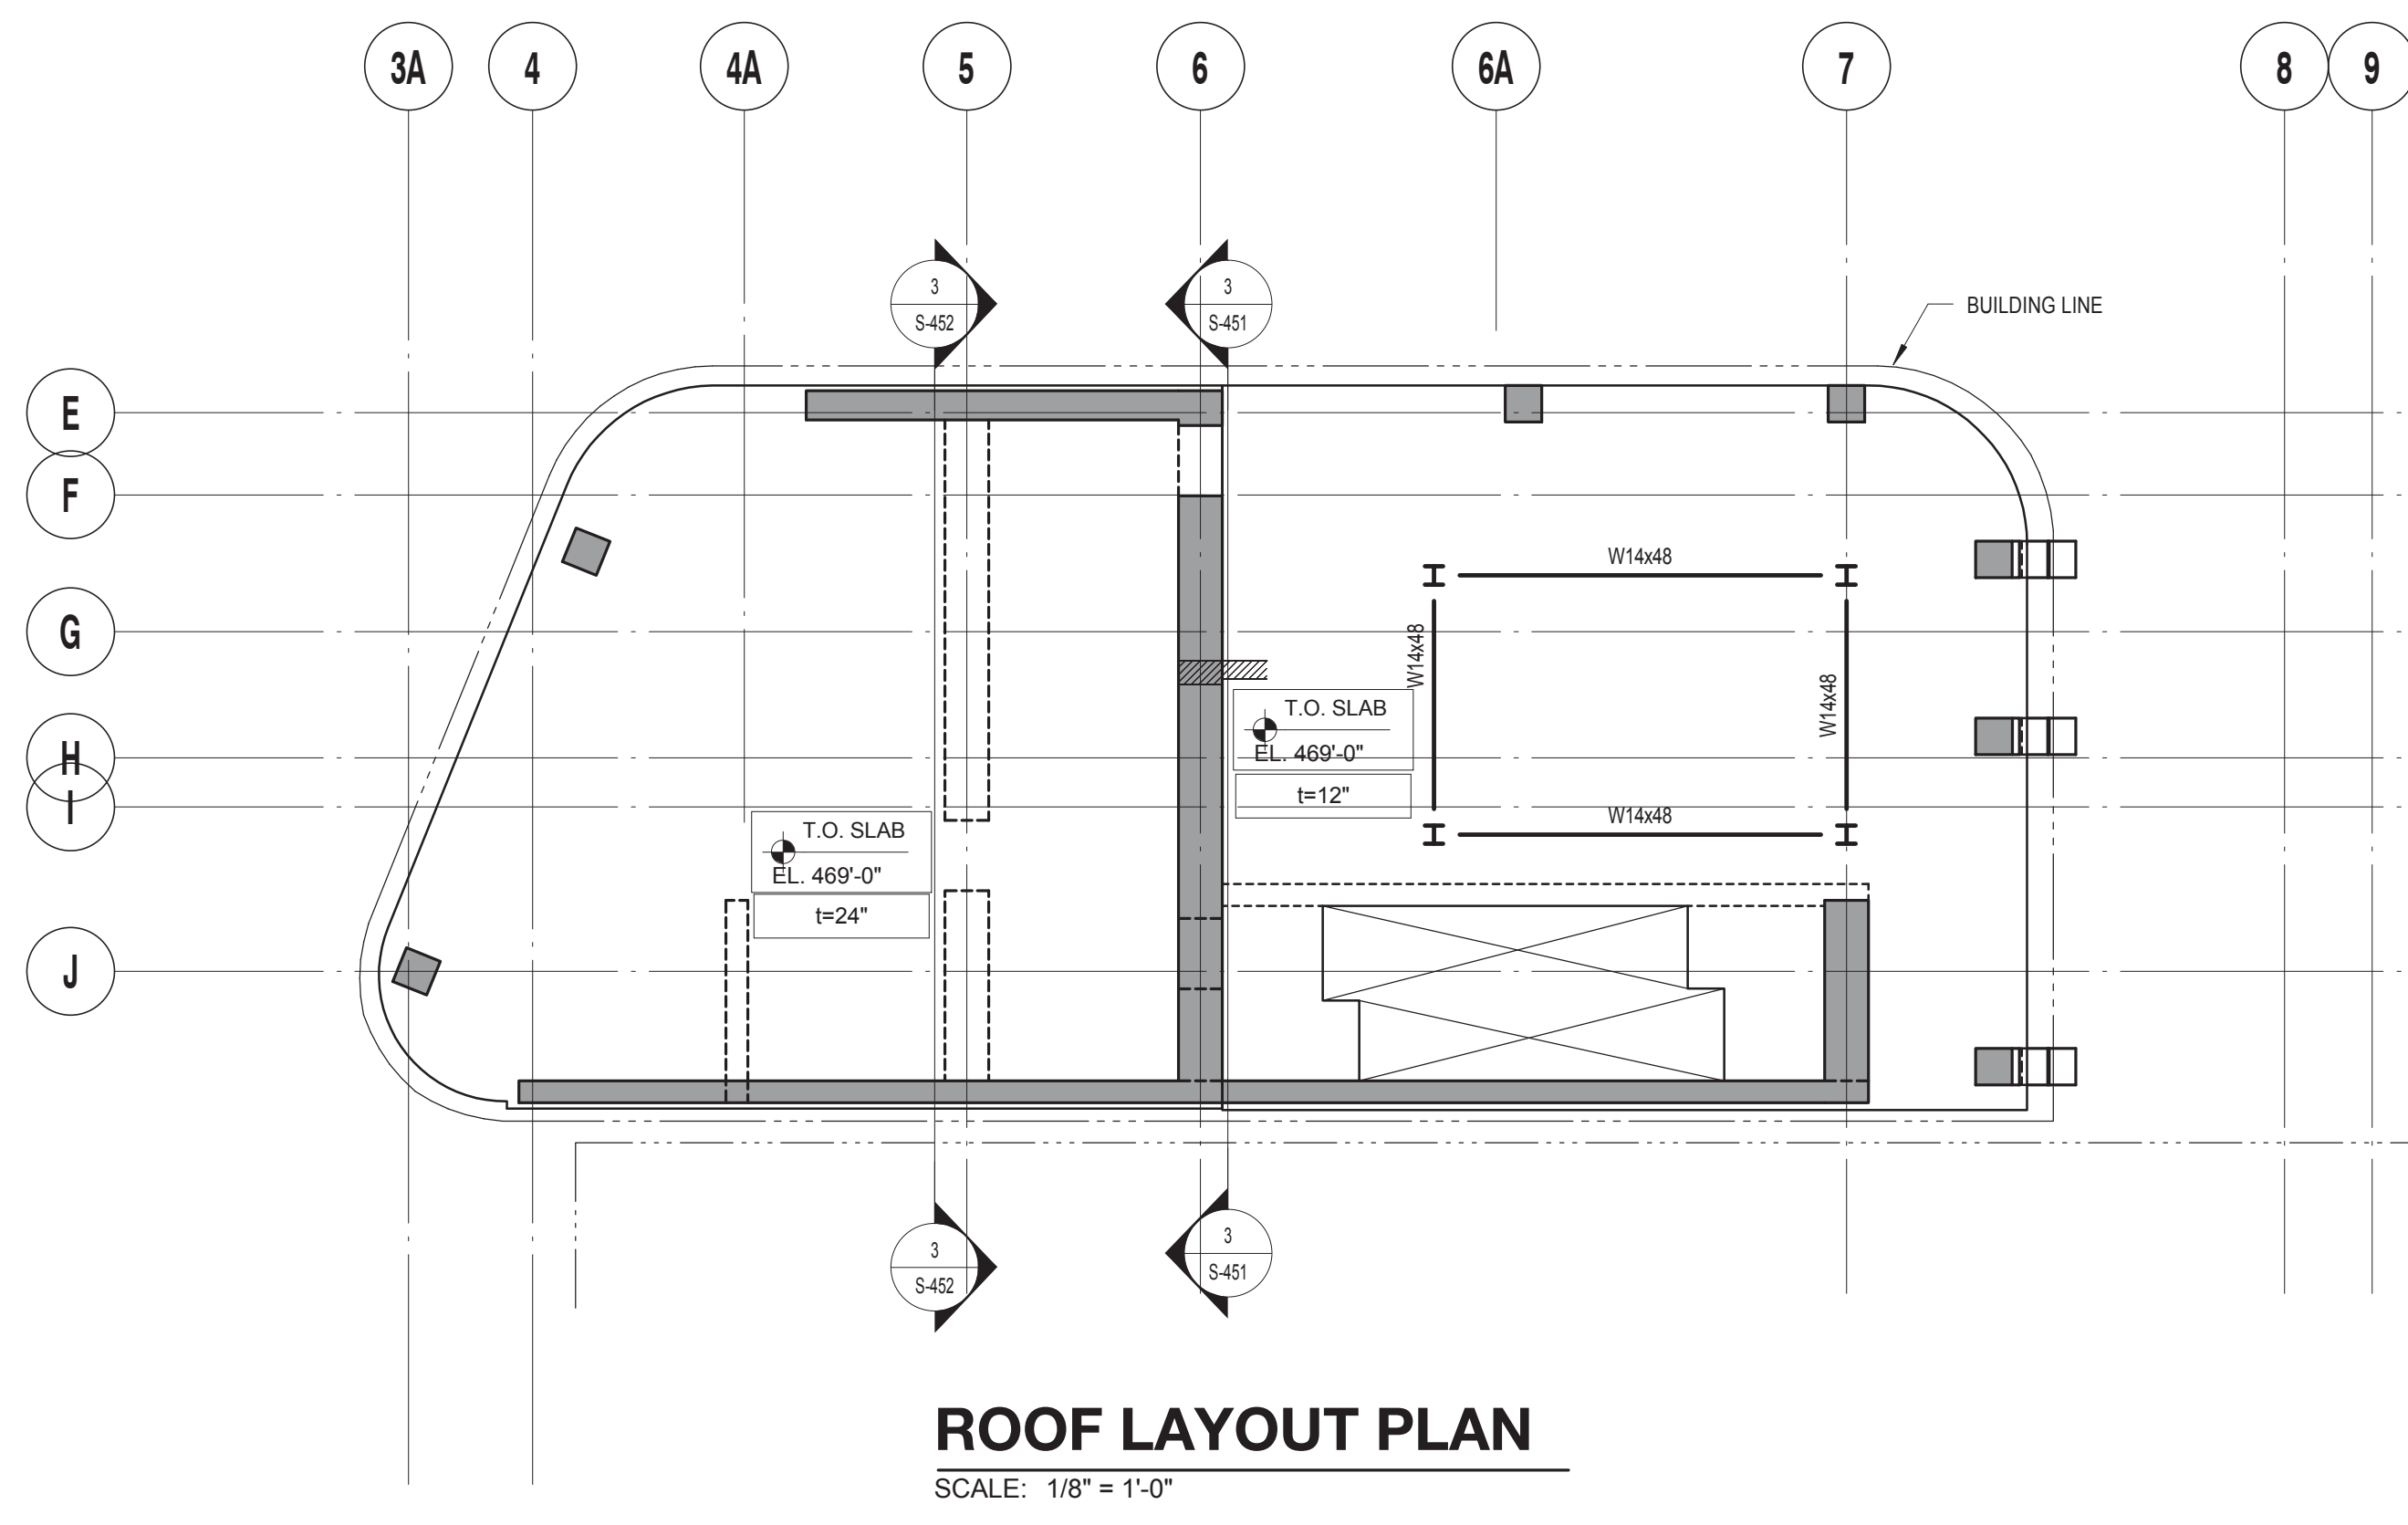 3A 4 4A 5 6 6A 7 8 9
3
S-452
3
S-451
BUILDING LINE
E
F
G
H
I
J
W14x48
W14x48
W14x48
W14x48
T.O. SLAB
EL. 469'-0"
t=12"
T.O. SLAB
EL. 469'-0"
t=24"
3
S-452
3
S-451
ROOF LAYOUT PLAN
SCALE: 1/8" = 1'-0"